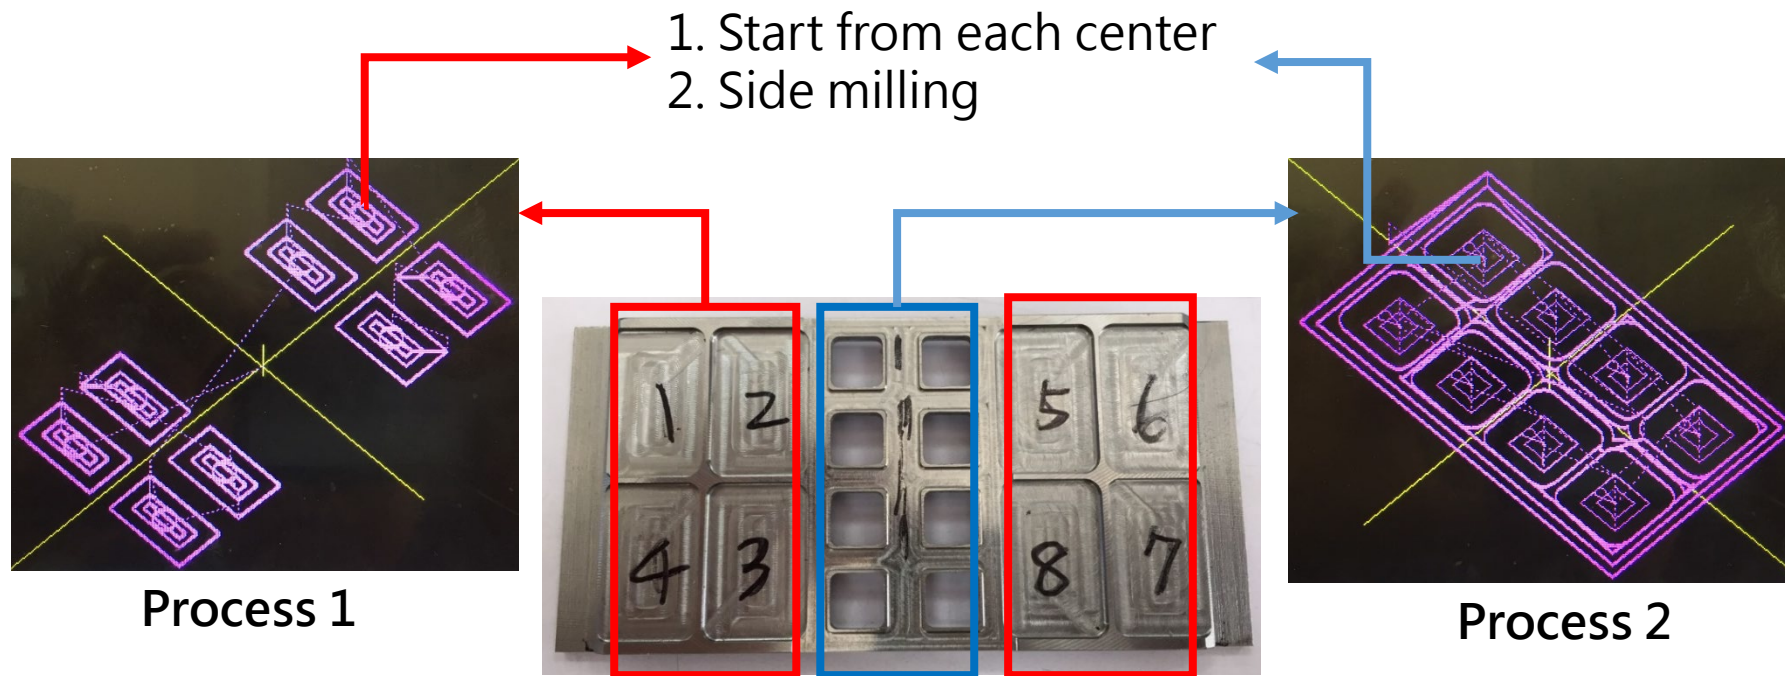 1. Start from each center
2. Side milling
1 2 5 6
4 3 8 7
Process 1
Process 2